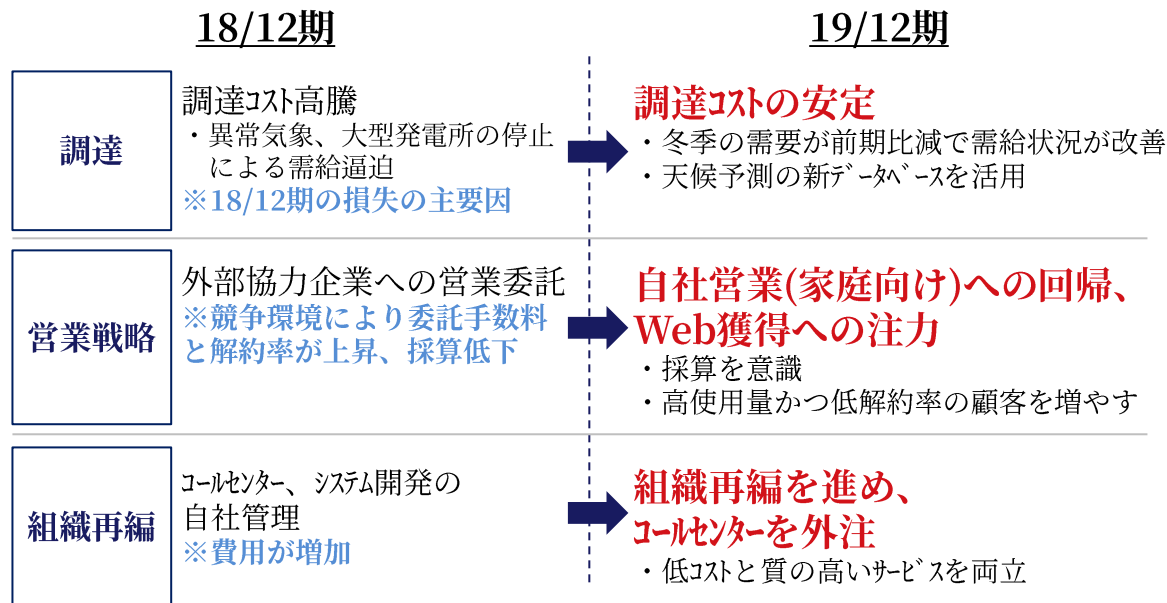 18/12期
19/12期
調達
調達ｺｽﾄ高騰
・異常気象、大型発電所の停止
による需給逼迫
※18/12期の損失の主要因
調達ｺｽﾄの安定
・冬季の需要が前期比減で需給状況が改善
・天候予測の新ﾃﾞｰﾀﾍﾞｰｽを活用
営業戦略
外部協力企業への営業委託
※競争環境により委託手数料
と解約率が上昇、採算低下
自社営業(家庭向け)への回帰、
Web獲得への注力
・採算を意識
・高使用量かつ低解約率の顧客を増やす
組織再編
ｺｰﾙｾﾝﾀｰ、ｼｽﾃﾑ開発の
自社管理
※費用が増加
組織再編を進め、
ｺｰﾙｾﾝﾀｰを外注
・低ｺｽﾄと質の高いｻｰﾋﾞｽを両立